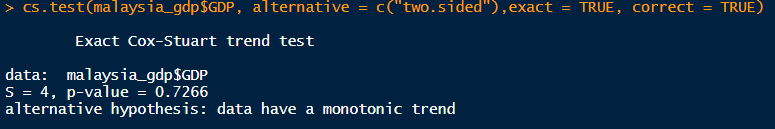 > cs.test(malaysia_gdp$GDP, alternative = c("two.sided"),exact = TRUE, correct = TRUE)
Exact Cox-Stuart trend test
data:  malaysia_gdp$GDP
S = 4, p-value = 0.7266
alternative hypothesis: data have a monotonic trend